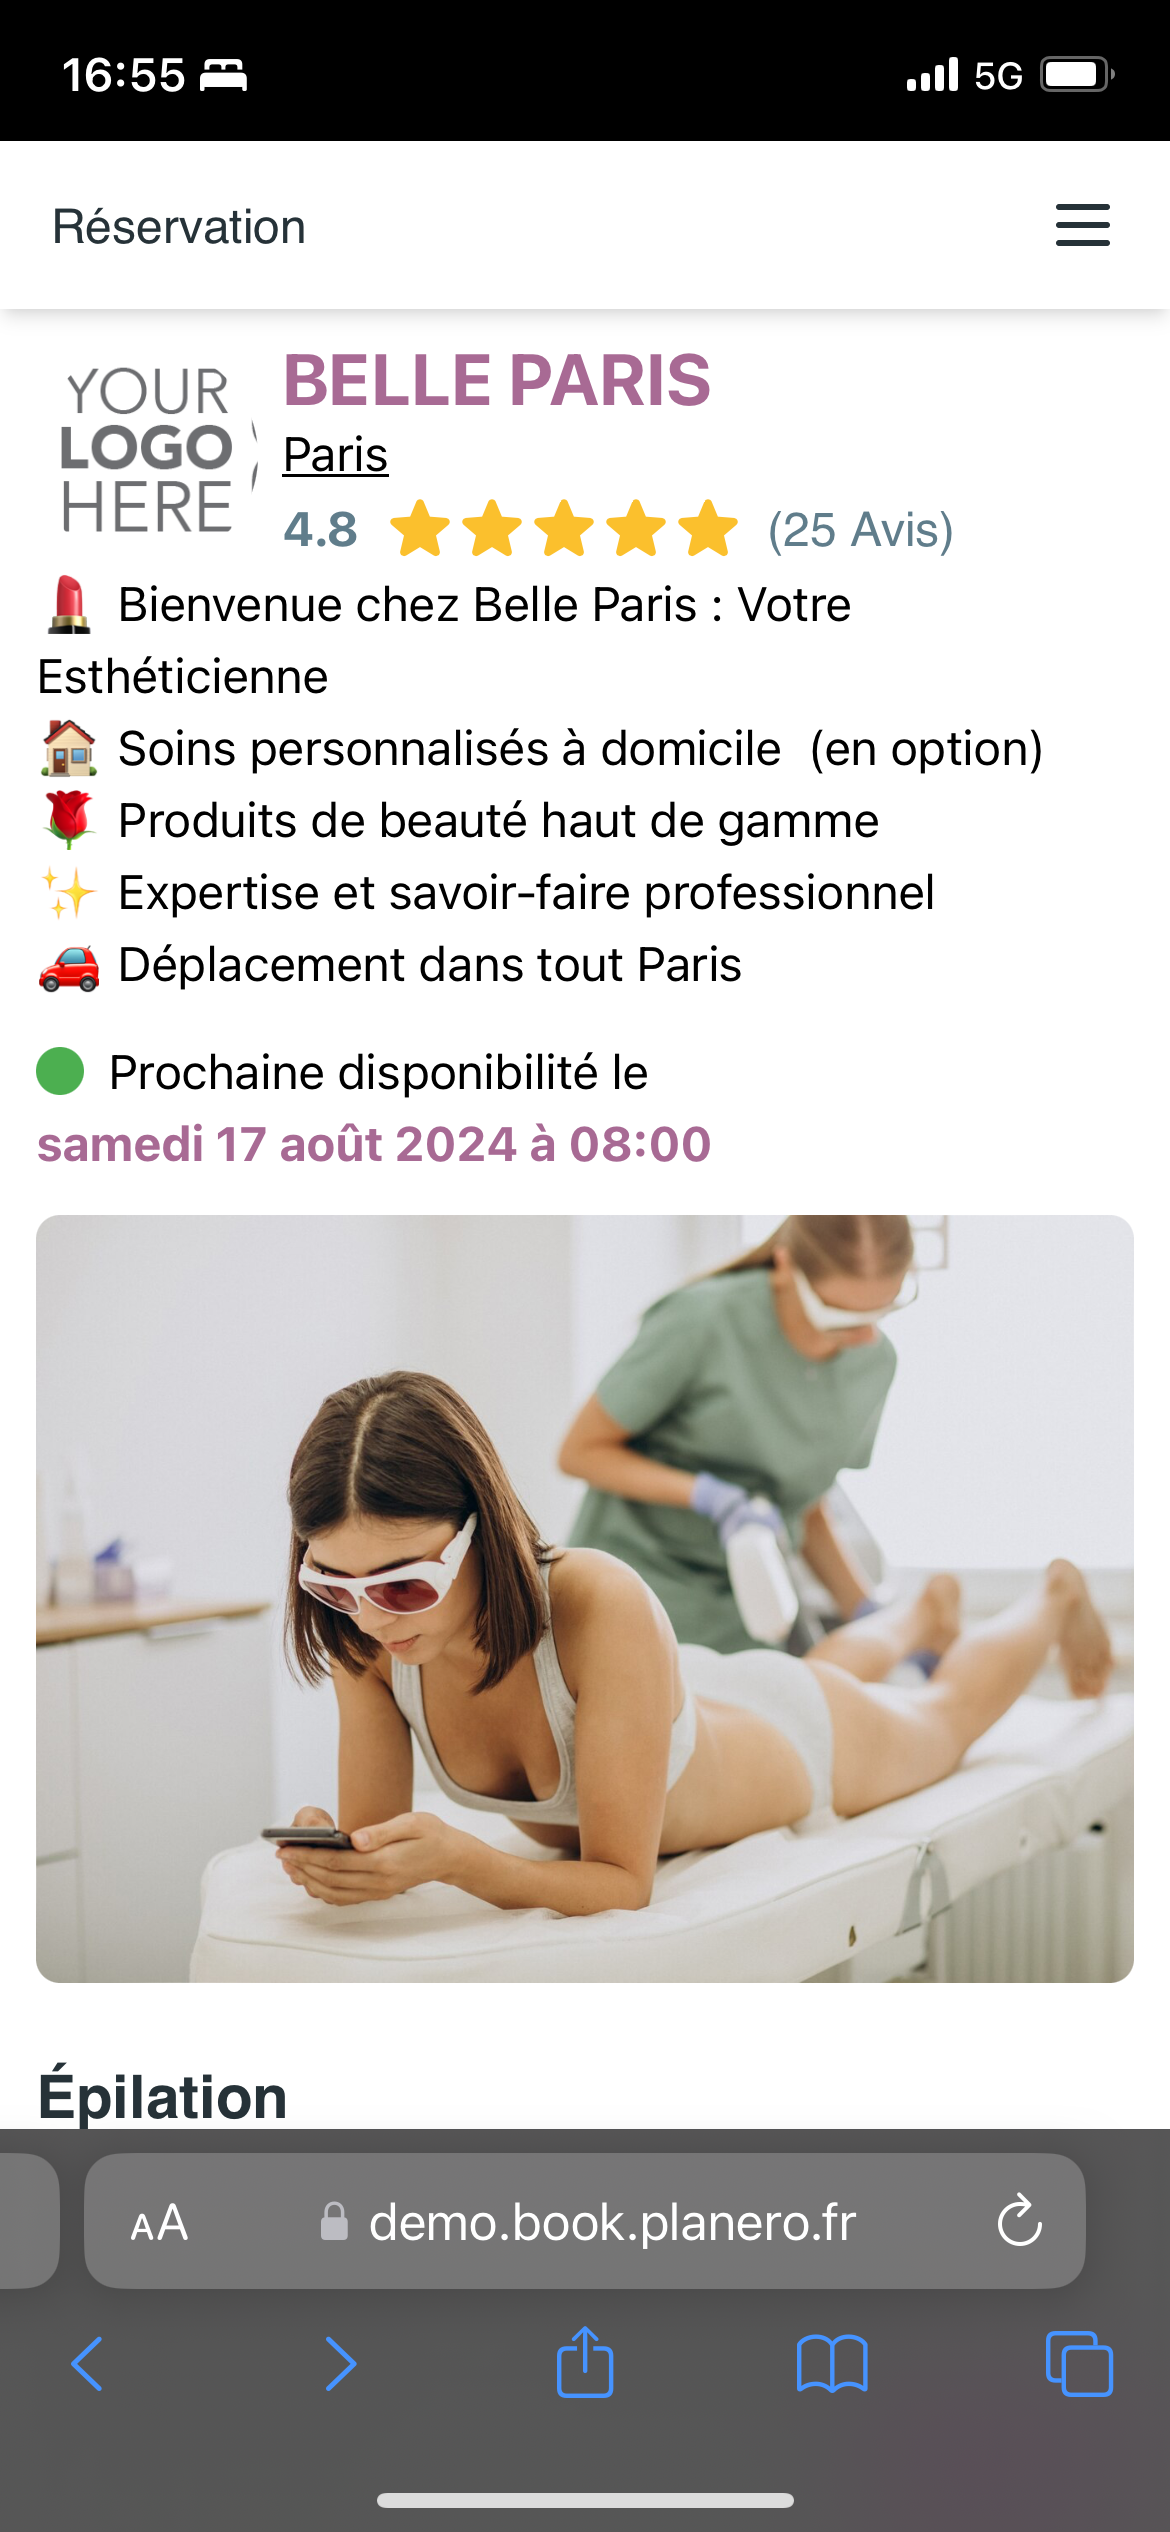 16:55
5G
Réservation
YOUR
LOGO
HERE
BELLE PARIS
Paris
4.8 (25 Avis)
💄 Bienvenue chez Belle Paris : Votre
Esthéticienne
🏠 Soins personnalisés à domicile  (en option)
🌹 Produits de beauté haut de gamme
✨ Expertise et savoir-faire professionnel
🚗 Déplacement dans tout Paris
Prochaine disponibilité le
samedi 17 août 2024 à 08:00
Épilation
AA demo.book.planero.fr